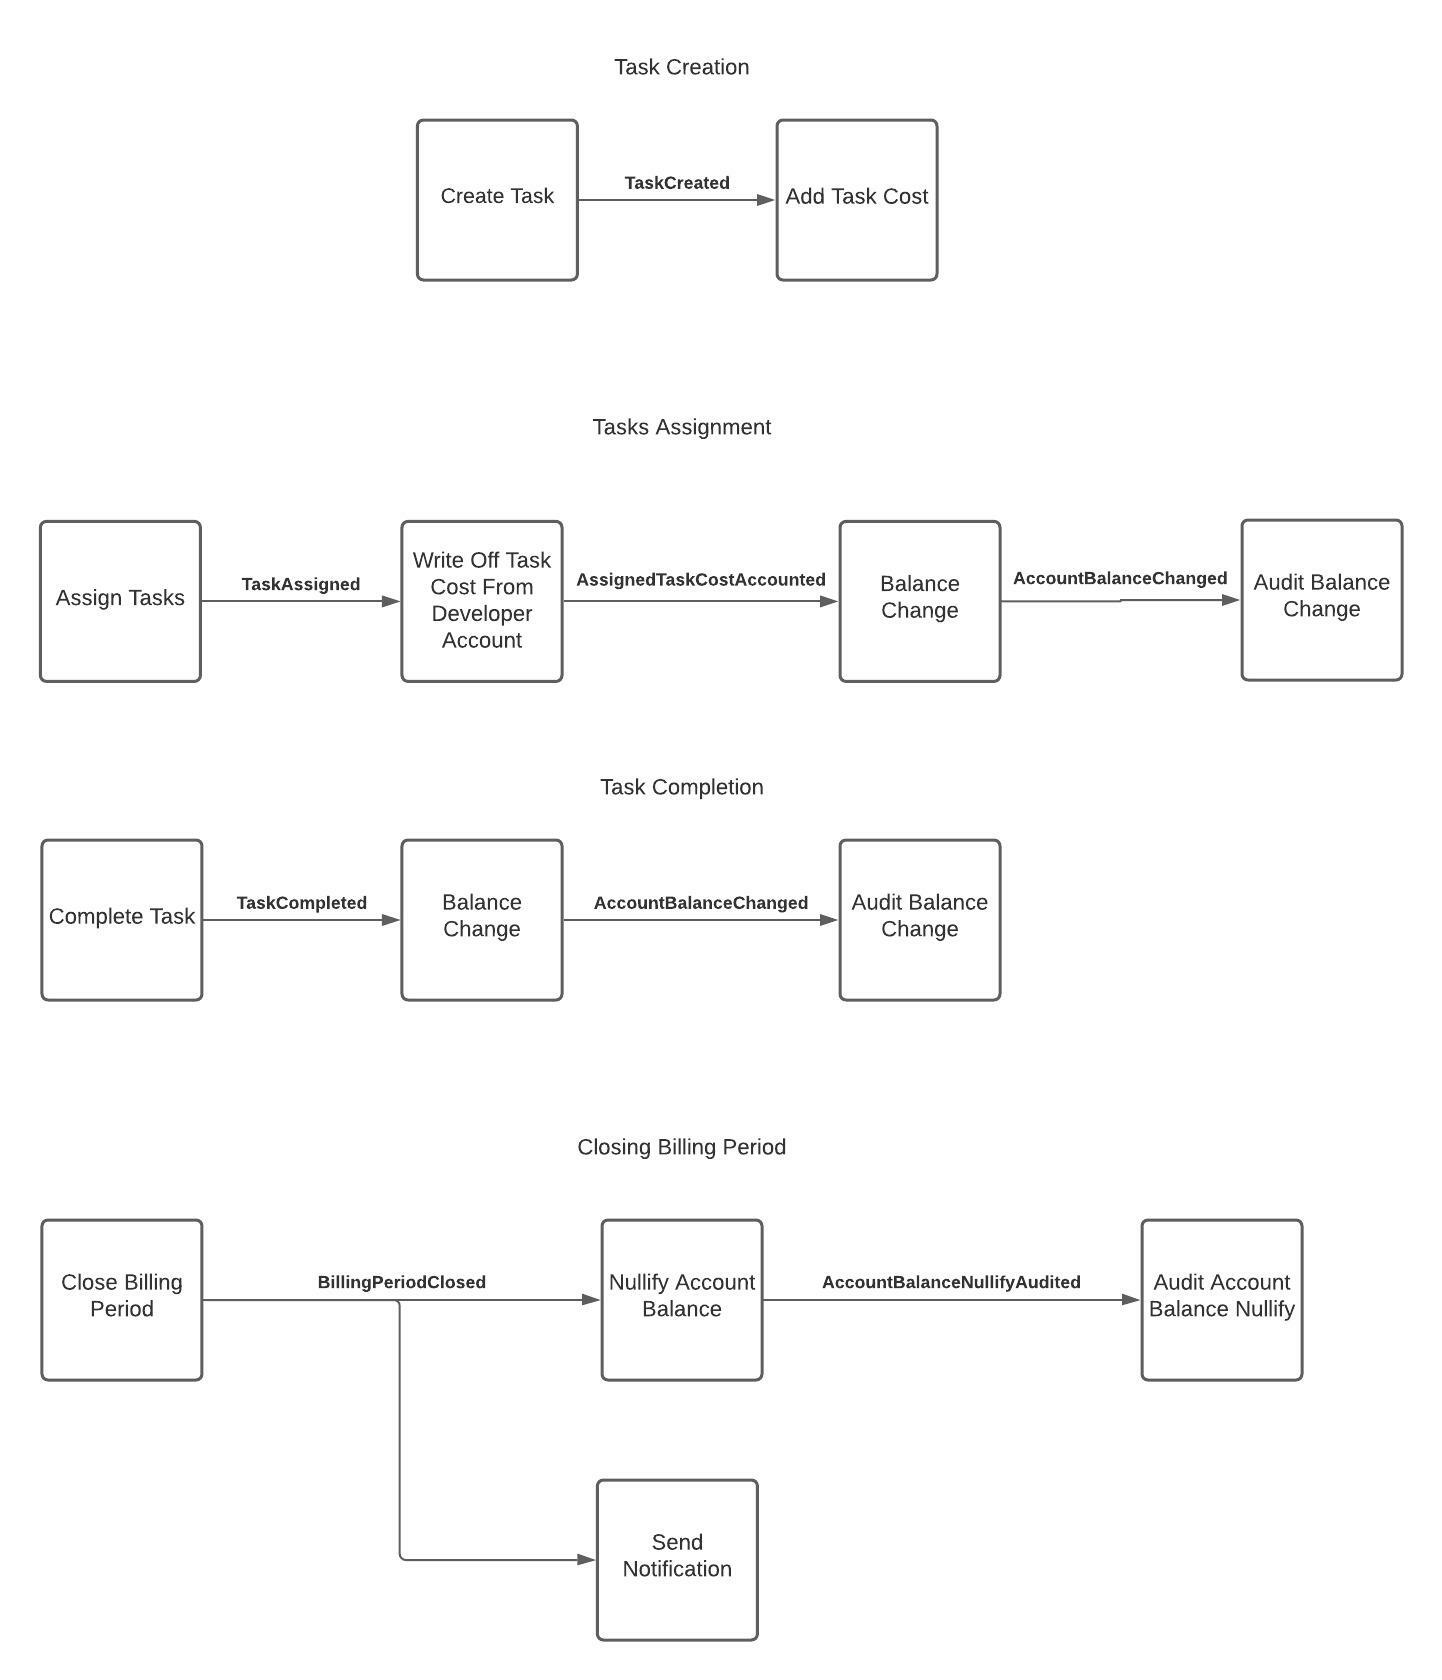 Task Creation
Create Task
TaskCreated
Add Task Cost
Tasks Assignment
Assign Tasks
TaskAssigned
Write Off Task
Cost From
Developer
Account
AssignedTaskCostAccounted
Balance
Change
AccountBalanceChanged
Audit Balance
Change
Task Completion
Complete Task
TaskCompleted
Balance
Change
AccountBalanceChanged
Audit Balance
Change
Closing Billing Period
Close Billing
Period
BillingPeriodClosed
Nullify Account
Balance
AccountBalanceNullifyAudited
Audit Account
Balance Nullify
Send
Notification